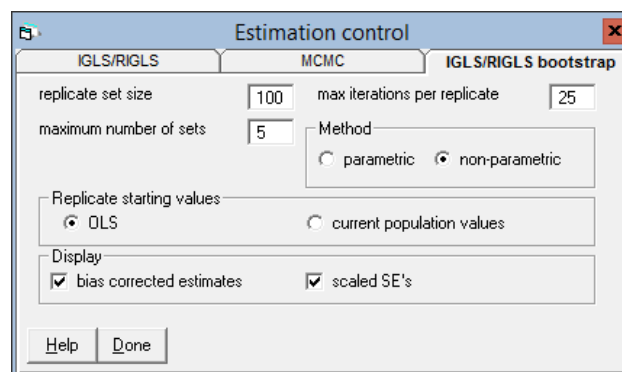 Estimation control
IGLS/RIGLS MCMC IGLS/RIGLS bootstrap
replicate set size 100 max iterations per replicate 25
maximum number of sets 5 Method
parametric non-parametric
Replicate starting values
OLS current population values
Display
bias corrected estimates scaled SE's
Help Done